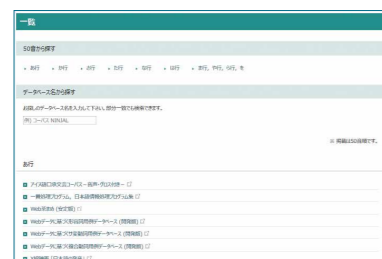 一覧
50音から探す
あ行 か行 さ行 た行 な行 は行 ま行、や行、ら行、を
データベース名から探す
お探しのデータベース名を入力して下さい。部分一致でも検索できます。
例) コーパス NINJAL
※ 掲載は50音順です。
あ行
アイヌ語口承文芸コーパス―音声・グロスつき―
一般処理プログラム、日本語情報処理プログラム集
Webデータに基づく形容詞用例データベース (開発版)
Webデータに基づくサ変動詞用例データベース (開発版)
Webデータに基づく複合動詞用例データベース (開発版)